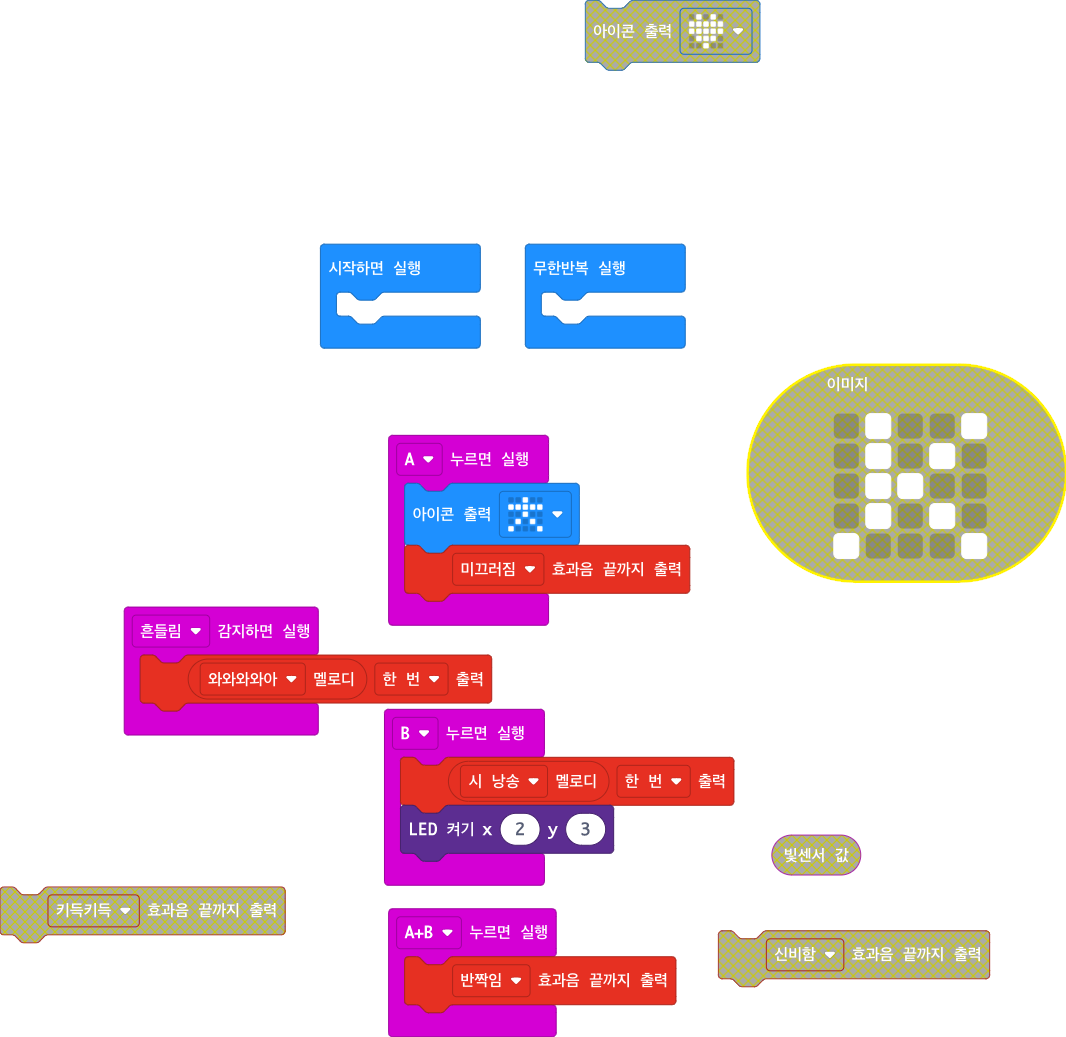 아이콘 출력
시작하면 실행
무한반복 실행
이미지
A 누르면 실행
아이콘 출력
미끄러짐 효과음 끝까지 출력
흔들림 감지하면 실행
와와와와아 멜로디 한 번 출력
B 누르면 실행
시 낭송 멜로디 한 번 출력
LED 켜기 x 2 y 3
빛센서 값
키득키득 효과음 끝까지 출력
A+B 누르면 실행
신비함 효과음 끝까지 출력
반짝임 효과음 끝까지 출력